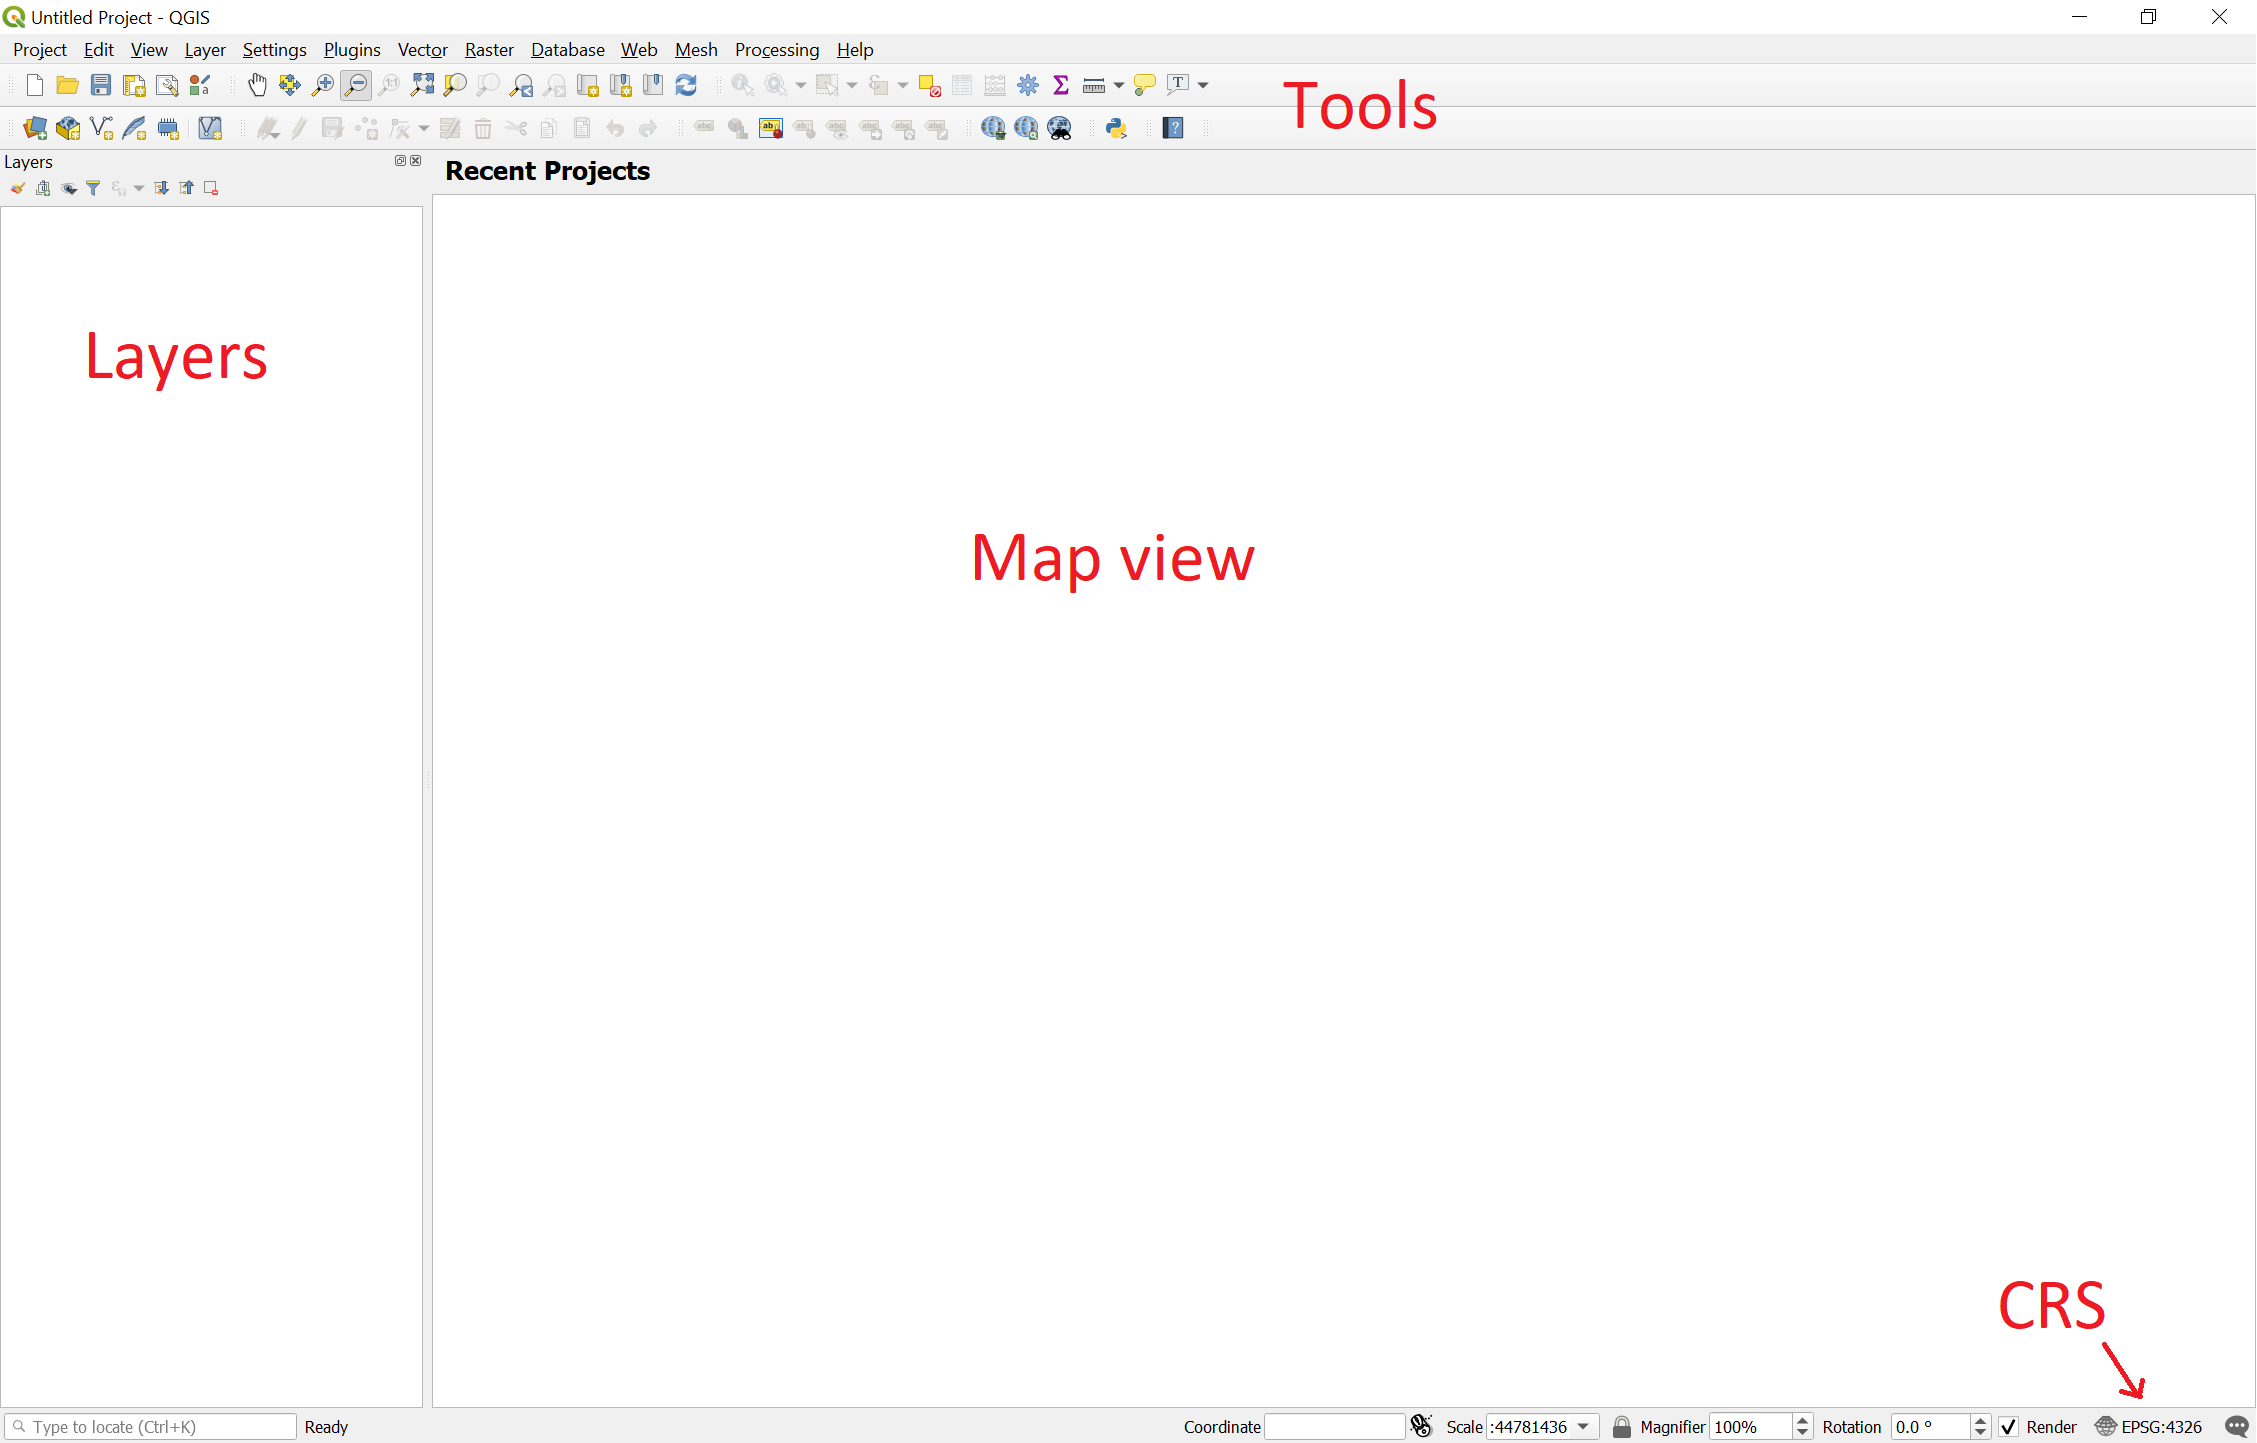 Untitled Project - QGIS
Project Edit View Layer Settings Plugins Vector Raster Database Web Mesh Processing Help
Tools
Layers
Recent Projects
Layers
Map view
CRS
Type to locate (Ctrl+K) Ready Coordinate Scale :44781436 Magnifier 100% Rotation 0.0 ° Render EPSG:4326